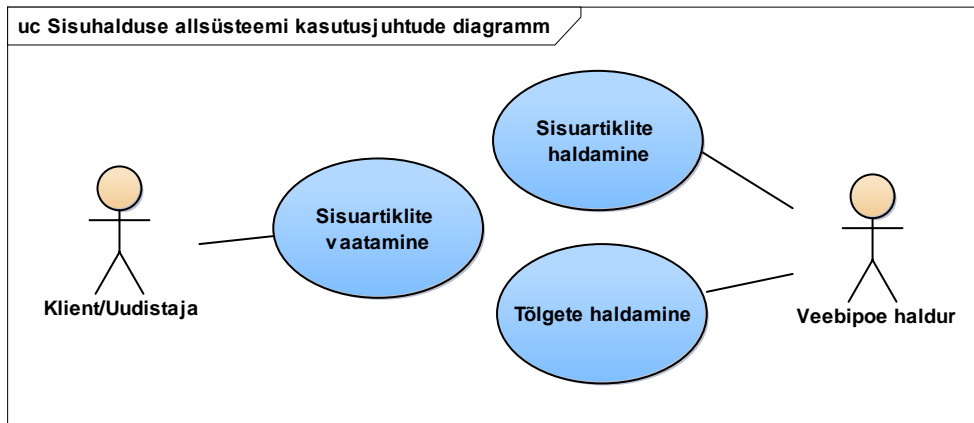 uc Sisuhalduse allsüsteemi kasutusjuhtude diagramm
Sisuartiklite
haldamine
Sisuartiklite
vaatamine
Klient/Uudistaja
Tõlgete haldamine
Veebipoe haldur